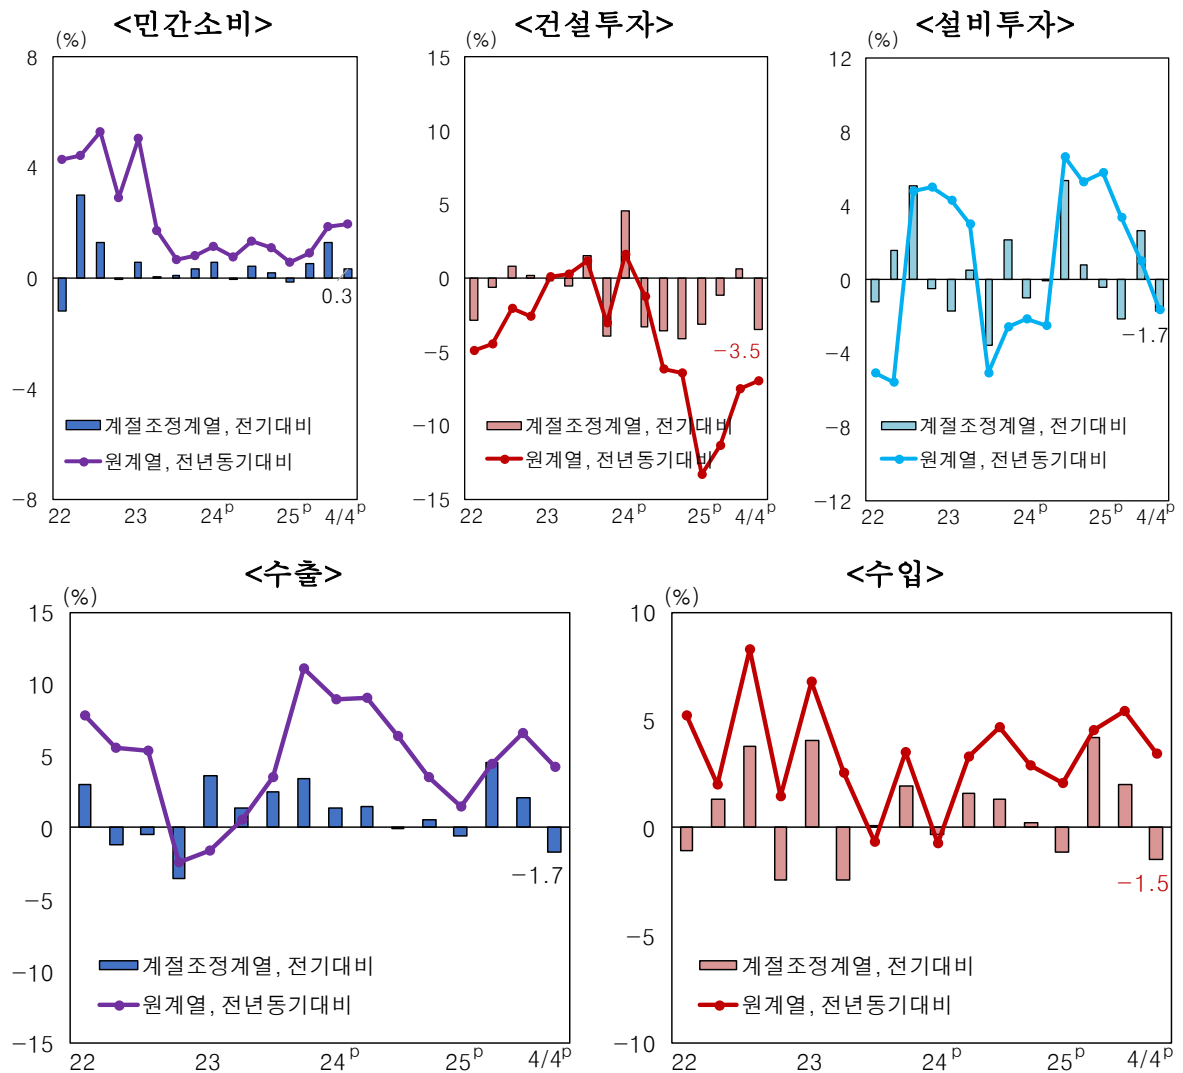 <민간소비>
(%)
8
4
0
-4
-8
0.3
계절조정계열, 전기대비
원계열, 전년동기대비
22 23 24ᵖ 25ᵖ 4/4ᵖ
<건설투자>
(%)
15
10
5
0
-5
-10
-15
-3.5
계절조정계열, 전기대비
원계열, 전년동기대비
22 23 24ᵖ 25ᵖ 4/4ᵖ
<설비투자>
(%)
12
8
4
0
-4
-8
-12
-1.7
계절조정계열, 전기대비
원계열, 전년동기대비
22 23 24ᵖ 25ᵖ 4/4ᵖ
<수출>
(%)
15
10
5
0
-5
-10
-15
-1.7
계절조정계열, 전기대비
원계열, 전년동기대비
22 23 24ᵖ 25ᵖ 4/4ᵖ
<수입>
(%)
10
5
0
-5
-10
-1.5
계절조정계열, 전기대비
원계열, 전년동기대비
22 23 24ᵖ 25ᵖ 4/4ᵖ